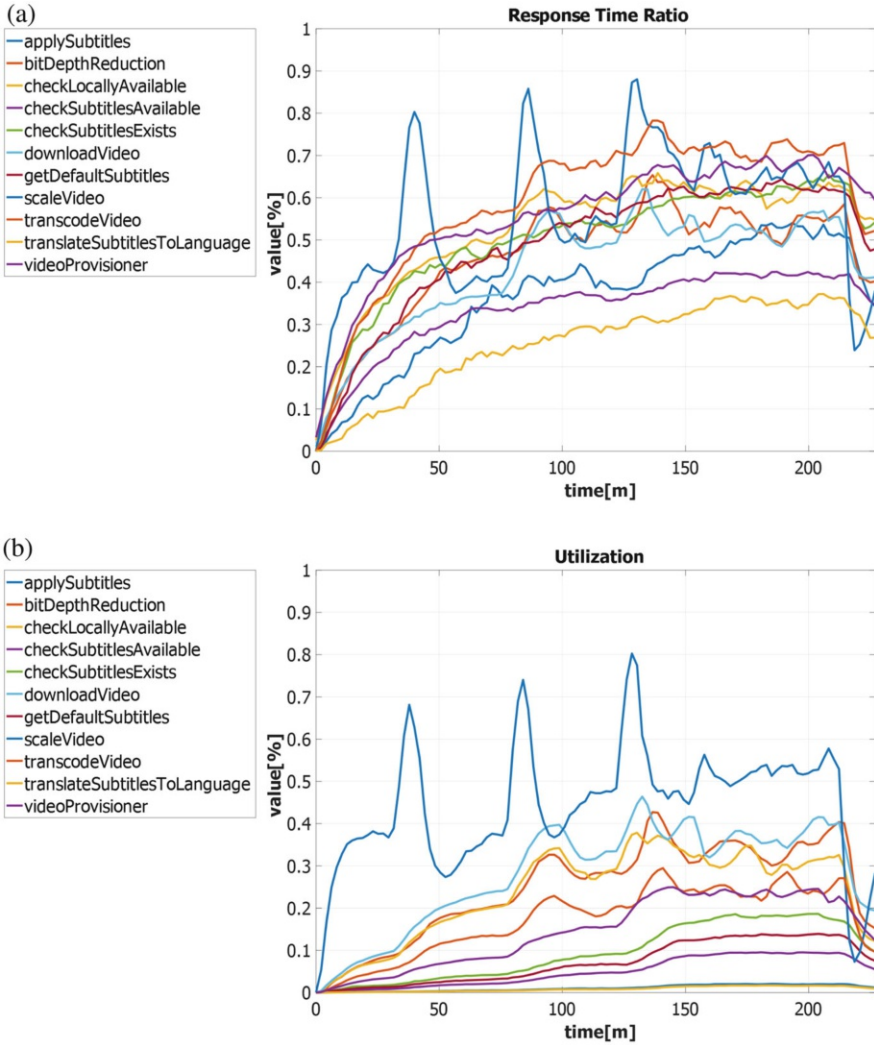 (a)
Response Time Ratio
applySubtitles
bitDepthReduction
checkLocallyAvailable
checkSubtitlesAvailable
checkSubtitlesExists
downloadVideo
getDefaultSubtitles
scaleVideo
transcodeVideo
translateSubtitlesToLanguage
videoProvisioner
value[%]
1
0.9
0.8
0.7
0.6
0.5
0.4
0.3
0.2
0.1
0
0 50 100 150 200
time[m]
(b)
Utilization
applySubtitles
bitDepthReduction
checkLocallyAvailable
checkSubtitlesAvailable
checkSubtitlesExists
downloadVideo
getDefaultSubtitles
scaleVideo
transcodeVideo
translateSubtitlesToLanguage
videoProvisioner
value[%]
1
0.9
0.8
0.7
0.6
0.5
0.4
0.3
0.2
0.1
0
0 50 100 150 200
time[m]